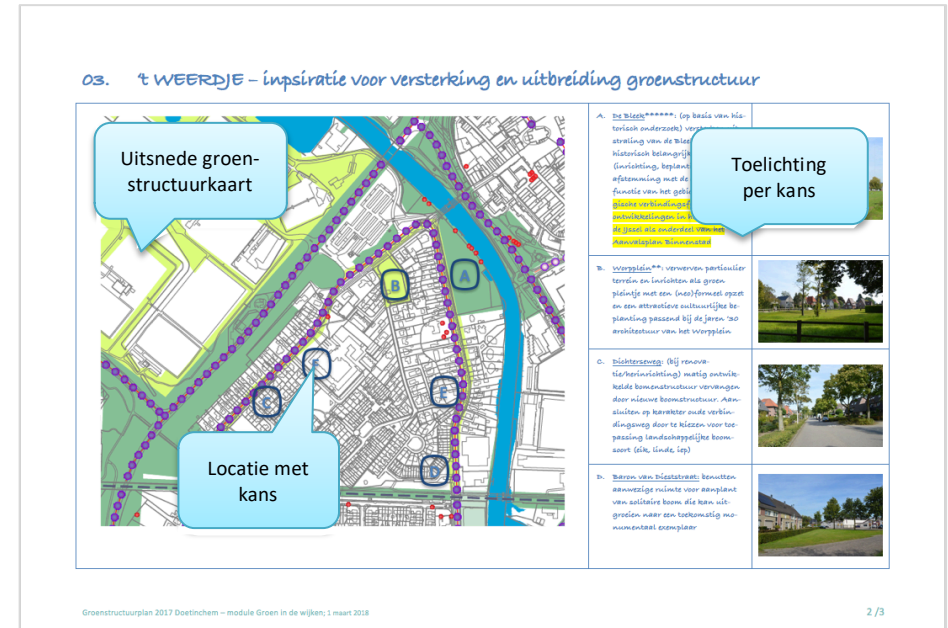 03. 't WEERDJE – inpsiratie voor versterking en uitbreiding groenstructuur
Uitsnede groen-
structuurkaart
Locatie met
kans
A
B
C
D
E
F
A. De Bleek******: (op basis van his-
torisch onderzoek)
straling van de
historisch belangrijk
(inrichting, beplant
afstemming met de
functie van het
gische
ontwikkelingen in
de IJssel als onderdeel van het
Aanvalsplan Binnenstad
Toelichting
per kans
B. Worpplein**: verwerven particulier
terrein en inrichten als groen
pleintje met een (neo)formeel opzet
en een attractieve cultuurlijke be-
planting passend bij de jaren '30
architectuur van het Worpplein
C. Dichtersweg: (bij renova-
tie/herinrichting) matig ontwik-
kelde bomenstructuur vervangen
door nieuwe boomstructuur. Aan-
sluiten op karakter oude verbin-
dingsweg door te kiezen voor toe-
passing landschappelijke boom-
soort (eik, linde, iep)
D. Baron van Dieststraat: benutten
aanwezige ruimte voor aanplant
van solitaire boom die kan uit-
groeien naar een toekomstig mo-
numentaal exemplaar
Groenstructuurplan 2017 Doetinchem – module Groen in de wijken; 1 maart 2018
2 /3